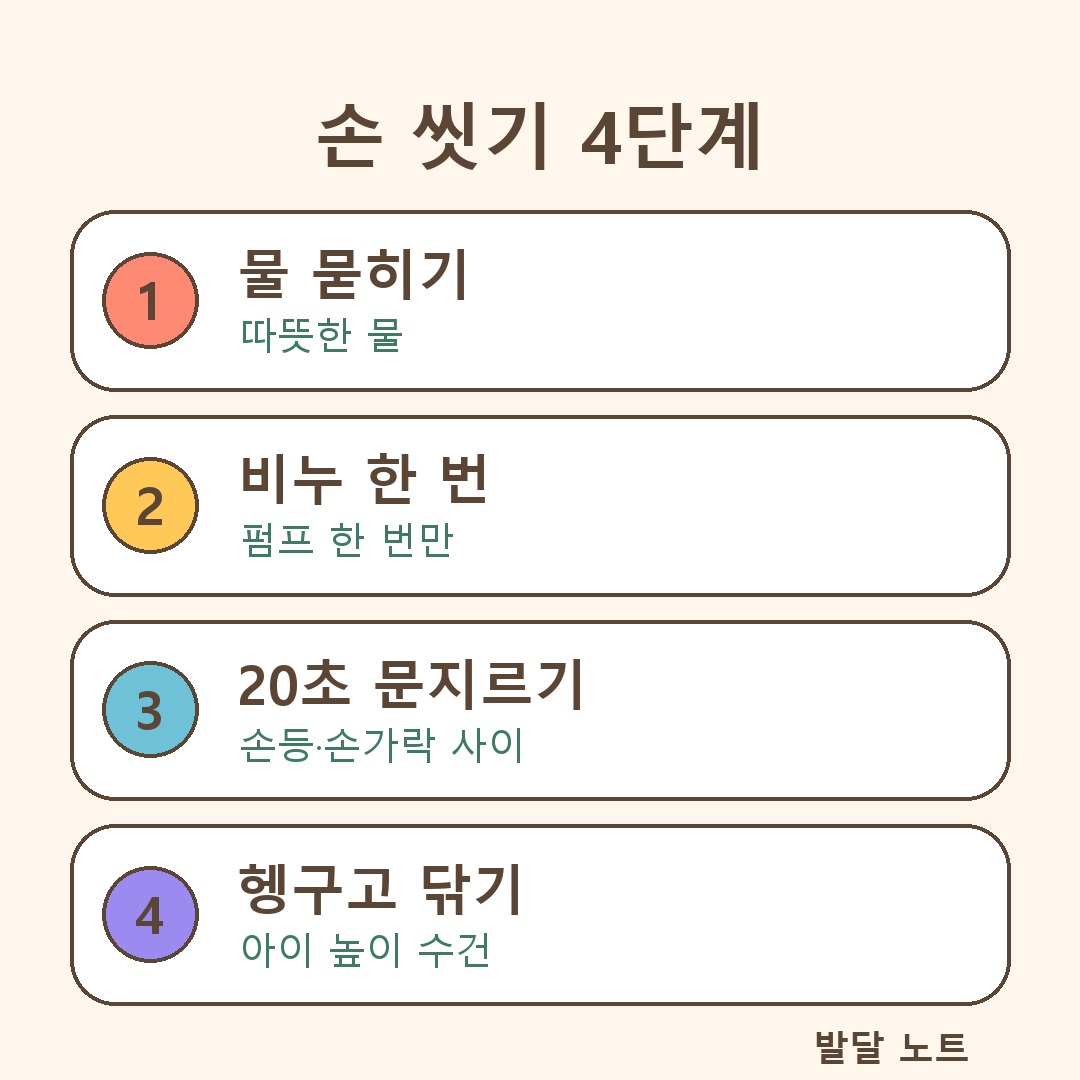 손 씻기 4단계
1
물 묻히기
따뜻한 물
2
비누 한 번
펌프 한 번만
3
20초 문지르기
손등·손가락 사이
4
헹구고 닦기
아이 높이 수건
발달 노트